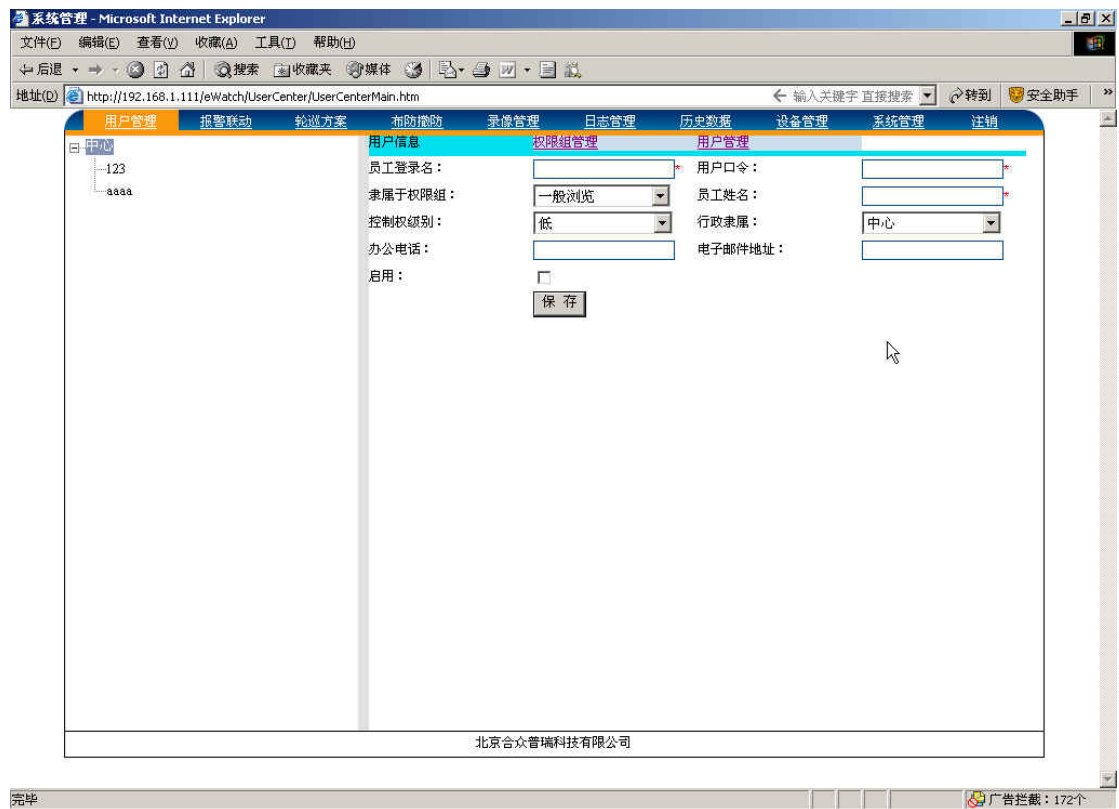 系统管理 - Microsoft Internet Explorer
文件(F) 编辑(E) 查看(V) 收藏(A) 工具(T) 帮助(H)
后退 搜索 收藏夹 媒体
地址(D) http://192.168.1.111/eWatch/UserCenter/UserCenterMain.htm 输入关键字 直接搜索 转到 安全助手 »
用户管理 报警联动 轮巡方案 布防撤防 录像管理 日志管理 历史数据 设备管理 系统管理 注销
中心
123
aaaa
用户信息 权限组管理 用户管理
员工登录名： * 用户口令： *
隶属于权限组： 一般浏览 员工姓名： *
控制权级别： 低 行政隶属： 中心
办公电话： 电子邮件地址：
启用：
保 存
北京合众普瑞科技有限公司
完毕 广告拦截：172个